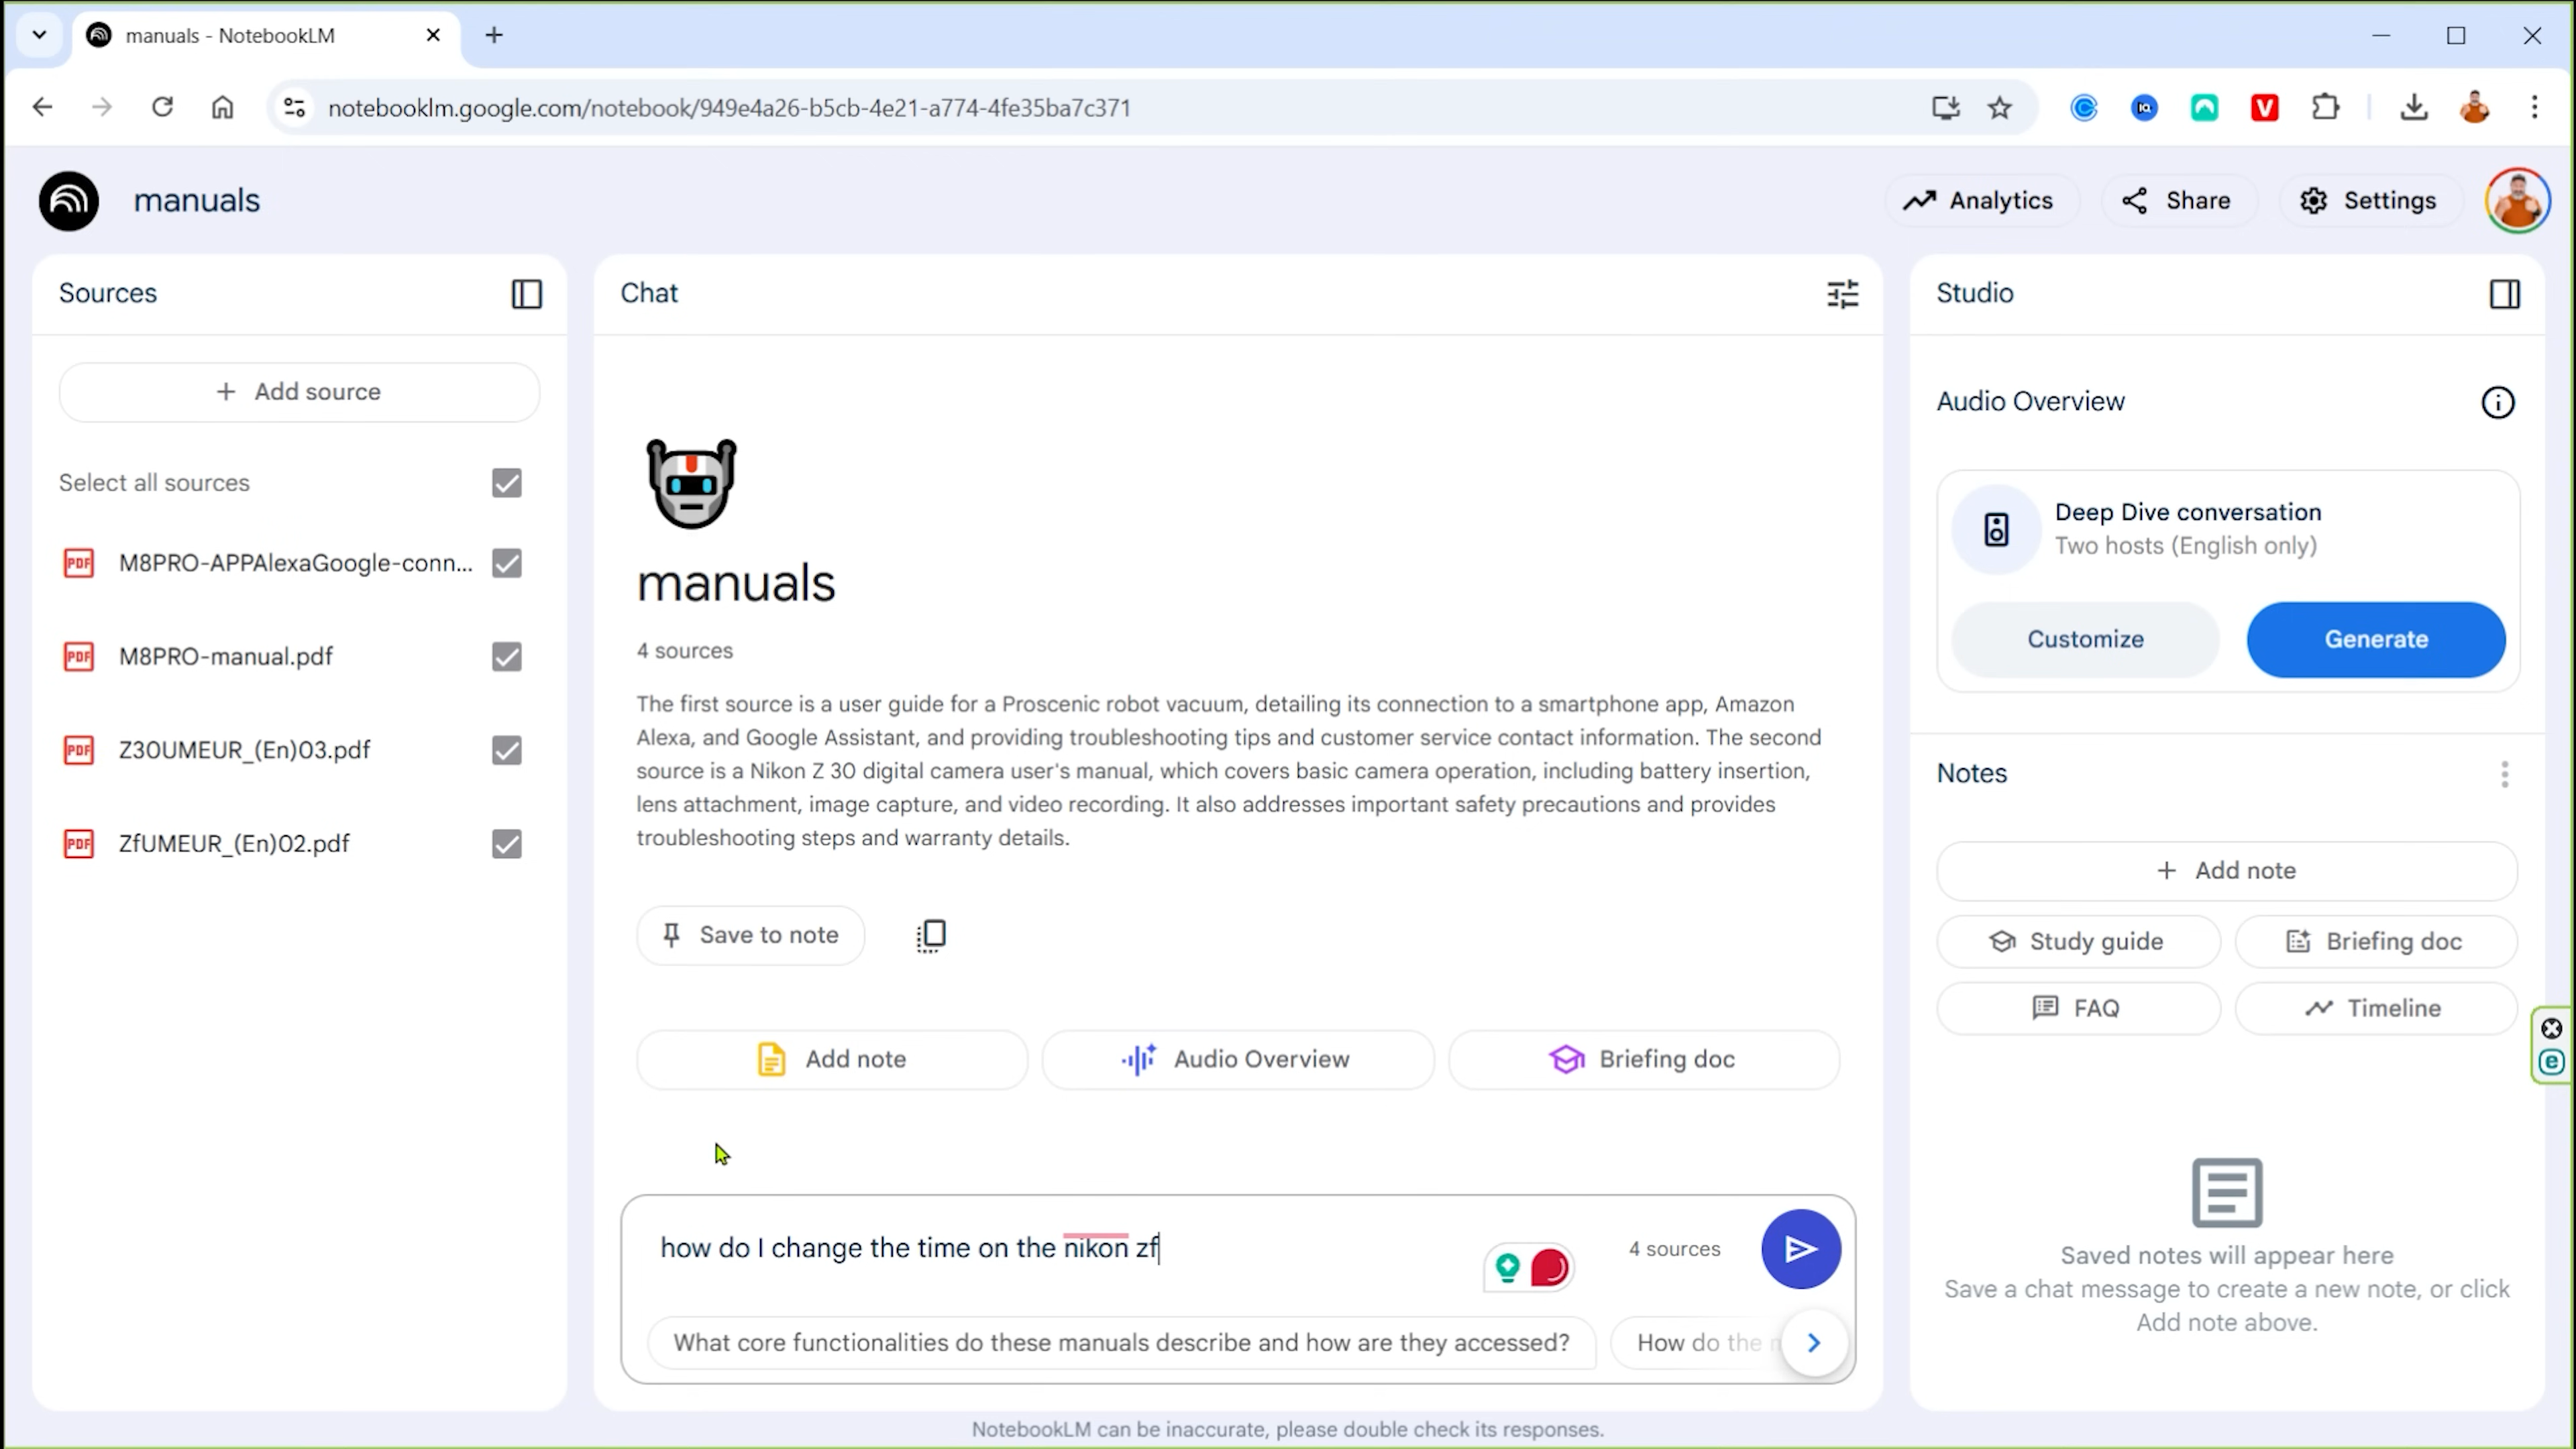 manuals - NotebookLM
notebooklm.google.com/notebook/949e4a26-b5cb-4e21-a774-4fe35ba7c371
manuals
Analytics
Share
Settings
Sources
Add source
Select all sources
PDF M8PRO-APPAlexaGoogle-conn...
PDF M8PRO-manual.pdf
PDF Z30UMEUR_(En)03.pdf
PDF ZfUMEUR_(En)02.pdf
Chat
manuals
4 sources
The first source is a user guide for a Proscenic robot vacuum, detailing its connection to a smartphone app, Amazon
Alexa, and Google Assistant, and providing troubleshooting tips and customer service contact information. The second
source is a Nikon Z 30 digital camera user's manual, which covers basic camera operation, including battery insertion,
lens attachment, image capture, and video recording. It also addresses important safety precautions and provides
troubleshooting steps and warranty details.
Save to note
Add note
Audio Overview
Briefing doc
how do I change the time on the nikon zf
4 sources
What core functionalities do these manuals describe and how are they accessed?
How do the
Studio
Audio Overview
Deep Dive conversation
Two hosts (English only)
Customize
Generate
Notes
Add note
Study guide
Briefing doc
FAQ
Timeline
Saved notes will appear here
Save a chat message to create a new note, or click
Add note above.
NotebookLM can be inaccurate, please double check its responses.